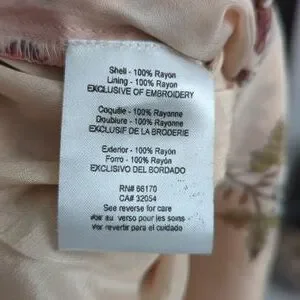 Shell - 100% Rayon
Lining - 100% Rayon
EXCLUSIVE OF EMBOIDERY
Coquille - 100% Rayonne
Doublure - 100% Rayonne
EXCLUSIF DE LA BRODERIE
Exterior - 100% Rayón
Forro - 100% Rayón
EXCLUSIVO DEL BORDADO
RN# 66170
CA# 32054
See reverse for care
Voir au verso pour les soins
Ver revertir para el cuidado